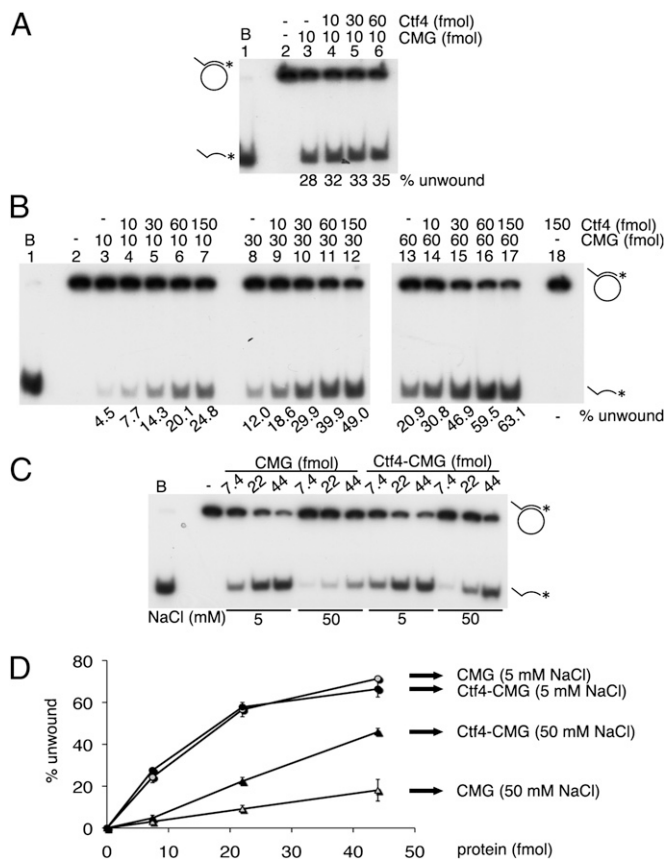 A
- - 10 30 60 Ctf4 (fmol)
B - 10 10 10 10 CMG (fmol)
1 2 3 4 5 6
*
*
28 32 33 35 % unwound
B
- 10 30 60 150 - 10 30 60 150 - 10 30 60 150 150 Ctf4 (fmol)
B - 10 10 10 10 10 30 30 30 30 30 60 60 60 60 60 - CMG (fmol)
1 2 3 4 5 6 7 8 9 10 11 12 13 14 15 16 17 18
*
*
4.5 7.7 14.3 20.1 24.8 12.0 18.6 29.9 39.9 49.0 20.9 30.8 46.9 59.5 63.1 - % unwound
C
CMG (fmol) Ctf4-CMG (fmol)
B - 7.4 22 44 7.4 22 44 7.4 22 44 7.4 22 44
*
*
NaCl (mM) 5 50 5 50
D
% unwound
80
60
40
20
0
0 10 20 30 40 50
protein (fmol)
CMG (5 mM NaCl)
Ctf4-CMG (5 mM NaCl)
Ctf4-CMG (50 mM NaCl)
CMG (50 mM NaCl)